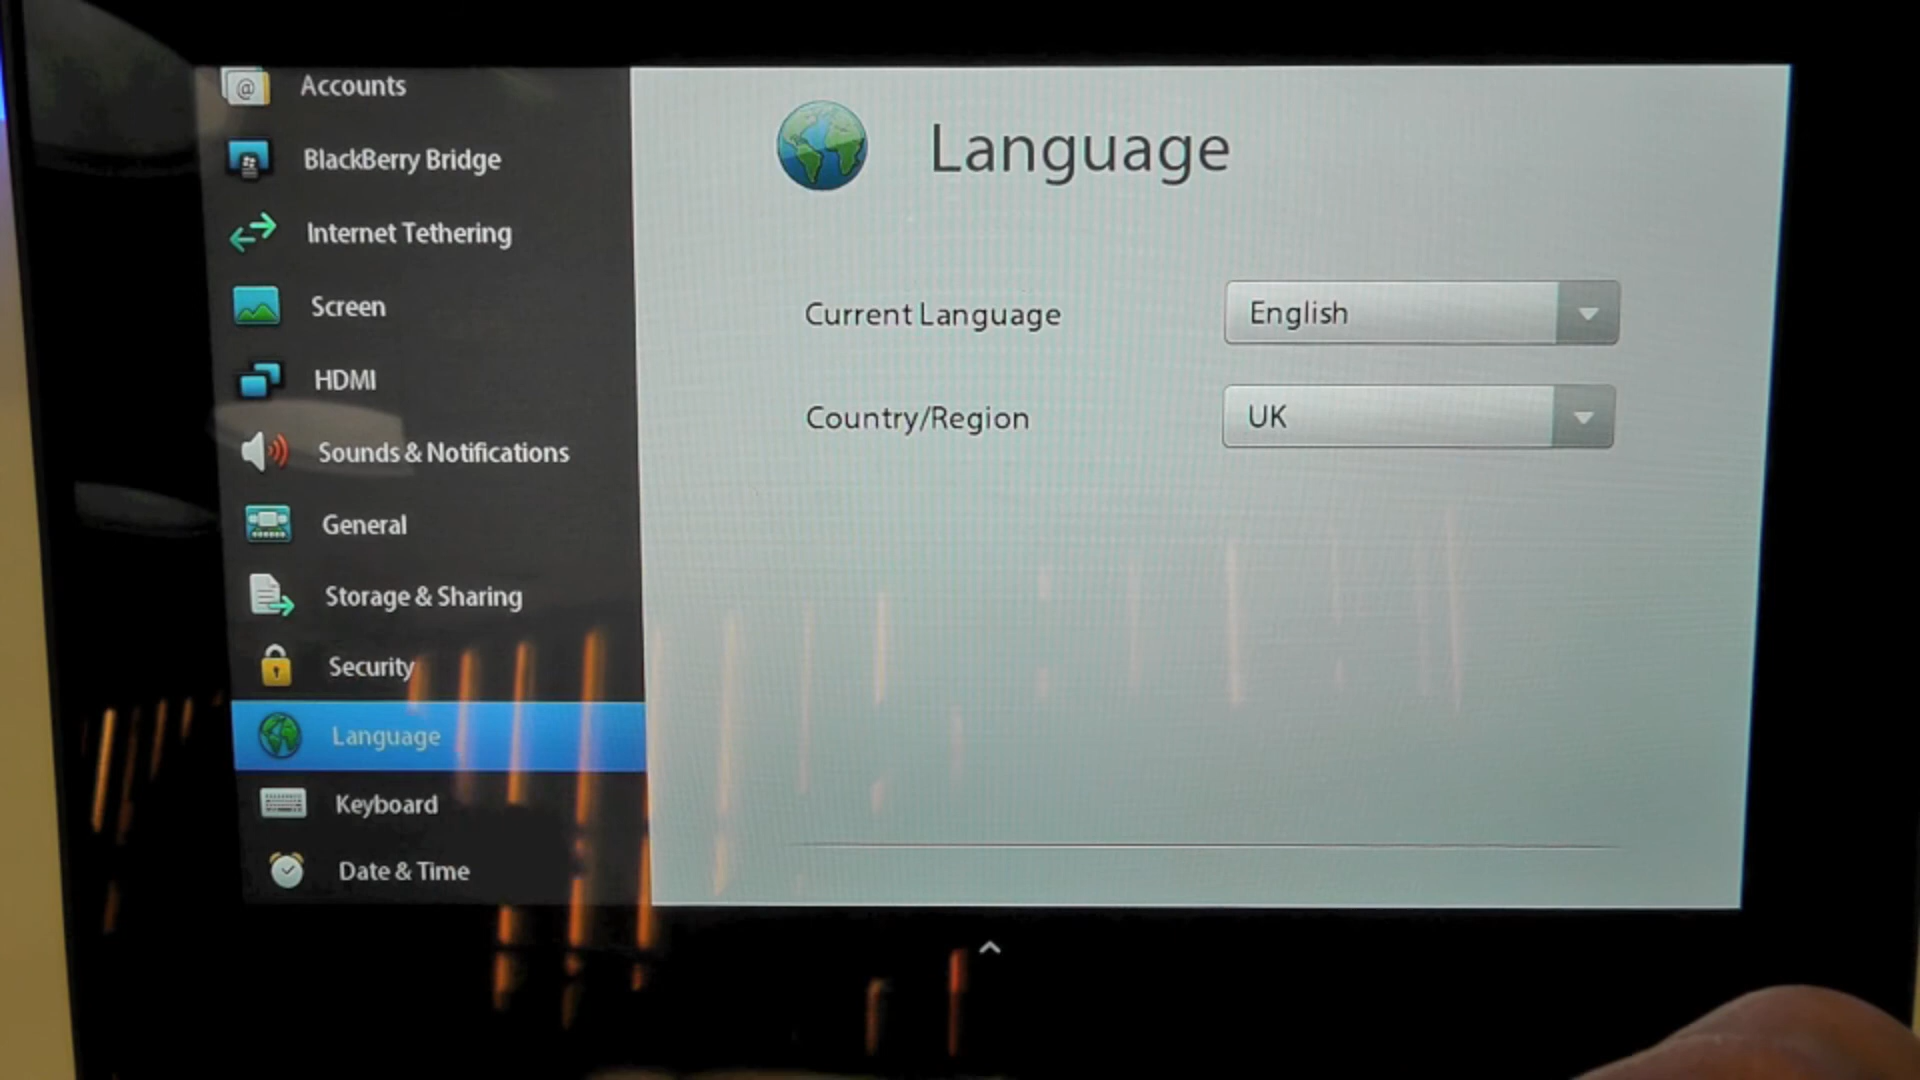 Accounts
BlackBerry Bridge
Internet Tethering
Screen
HDMI
Sounds & Notifications
General
Storage & Sharing
Security
Language
Keyboard
Date & Time
Language
Current Language
English
Country/Region
UK